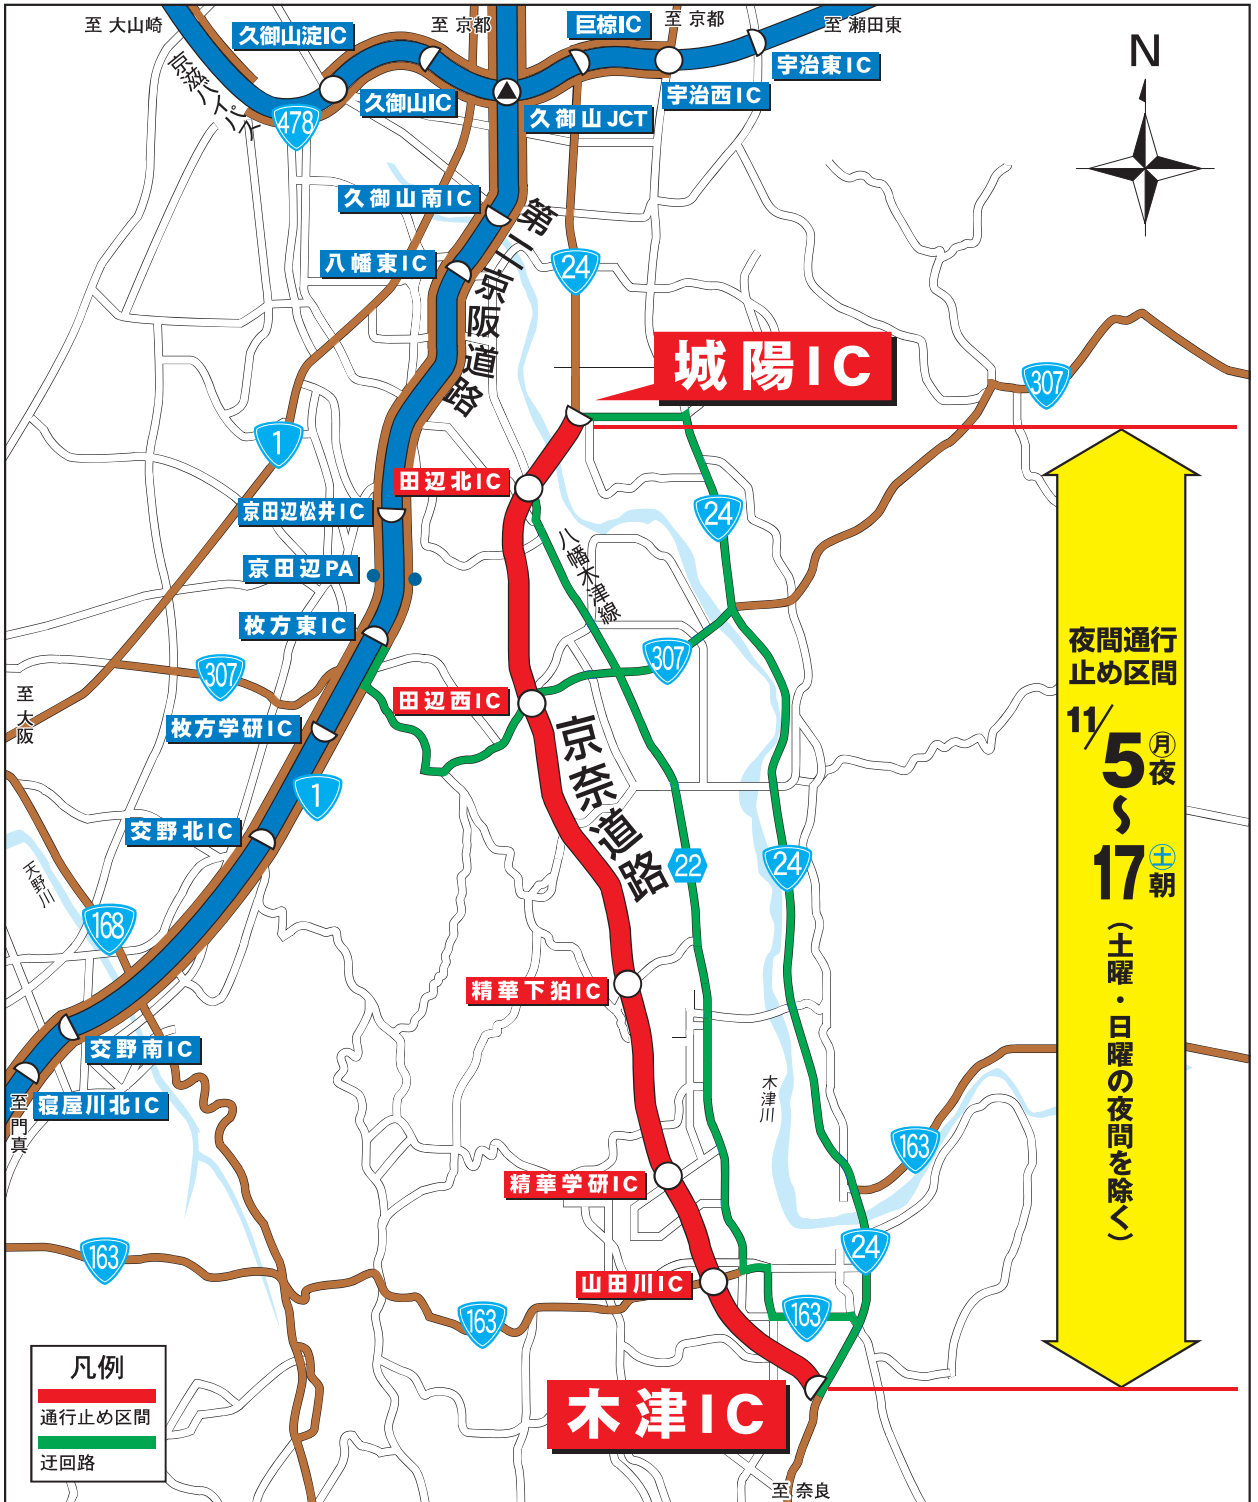 至 大山崎
至 京都
至 京都
至 瀬田東
久御山淀IC
巨椋IC
京滋バイパス
久御山IC
宇治東IC
宇治西IC
久御山JCT
478
N
久御山南IC
第二京阪道路
八幡東IC
24
城陽IC
307
1
田辺北IC
京田辺松井IC
24
八幡木津線
京田辺PA
枚方東IC
307
307
至 大阪
田辺西IC
枚方学研IC
京奈道路
1
交野北IC
22
24
天野川
168
精華下狛IC
交野南IC
寝屋川北IC
至 門真
木津川
163
精華学研IC
24
163
山田川IC
163
163
木津IC
至 奈良
夜間通行
止め区間
11/5月夜
〜
17土朝
（土曜・日曜の夜間を除く）
凡例
通行止め区間
迂回路